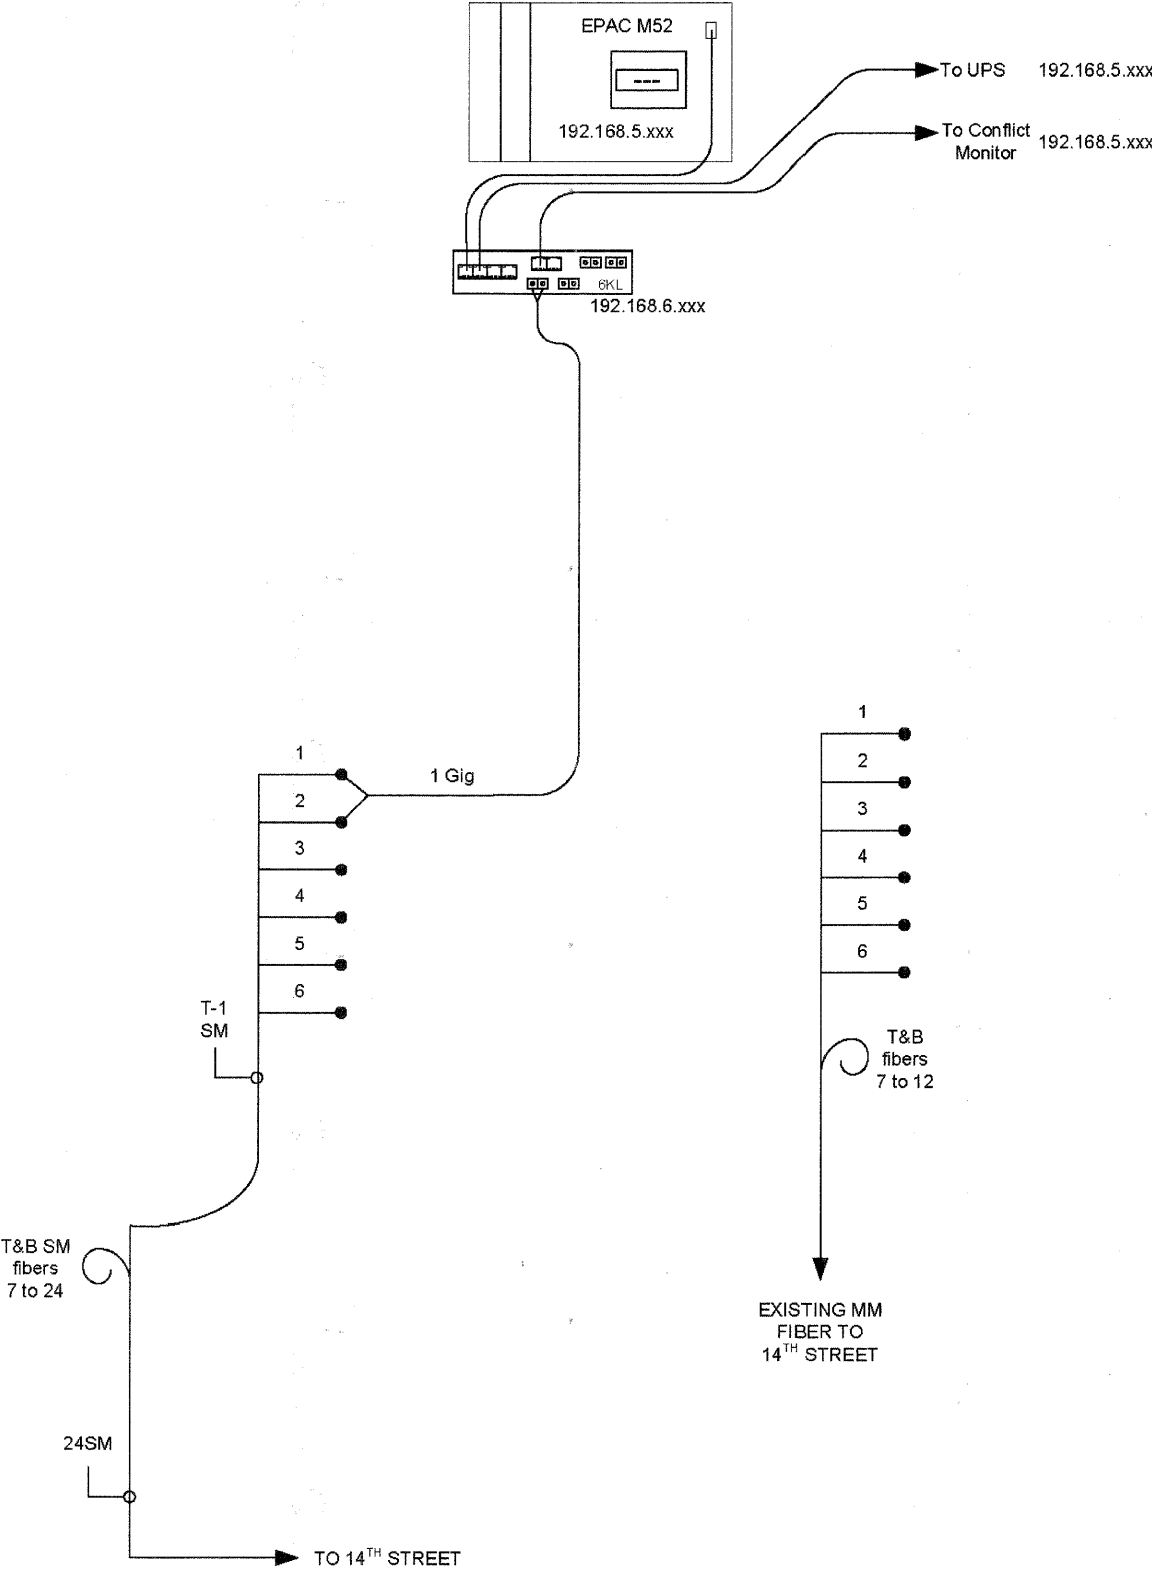 EPAC M52
---
192.168.5.xxx
To UPS 192.168.5.xxx
To Conflict
Monitor 192.168.5.xxx
6KL
192.168.6.xxx
1
2
3
4
5
6
1 Gig
T-1
SM
T&B SM
fibers
7 to 24
24SM
TO 14TH STREET
1
2
3
4
5
6
T&B
fibers
7 to 12
EXISTING MM
FIBER TO
14TH STREET